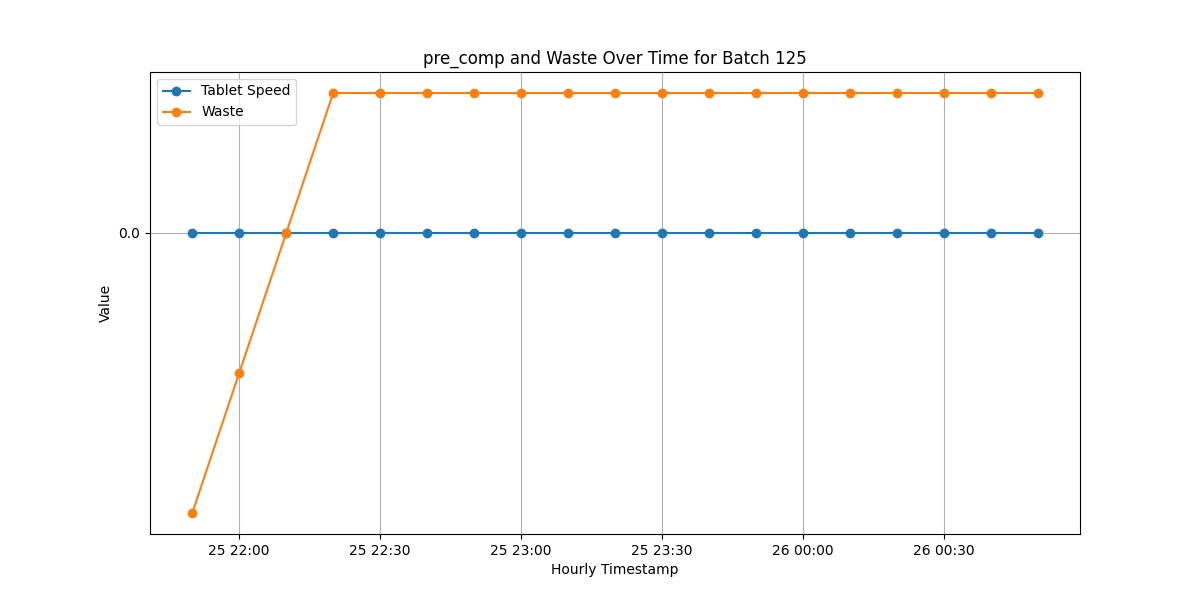 pre_comp and Waste Over Time for Batch 125
Tablet Speed
Waste
0.0
Value
25 22:00
25 22:30
25 23:00
25 23:30
26 00:00
26 00:30
Hourly Timestamp